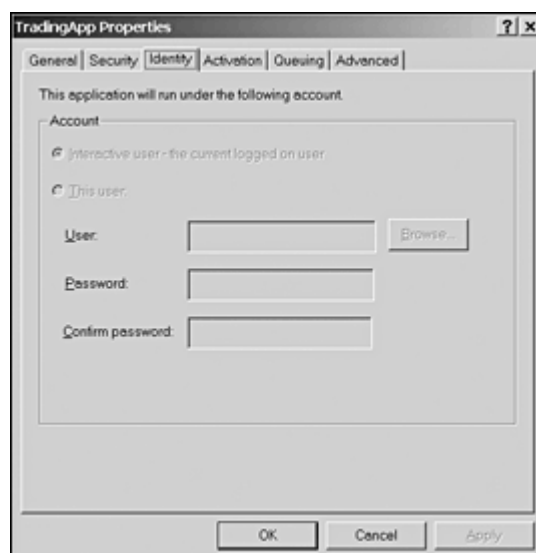 TradingApp Properties
General Security Identity Activation Queuing Advanced
This application will run under the following account.
Account
Interactive user - the current logged on user
This user:
User:
Browse...
Password:
Confirm password:
OK Cancel Apply